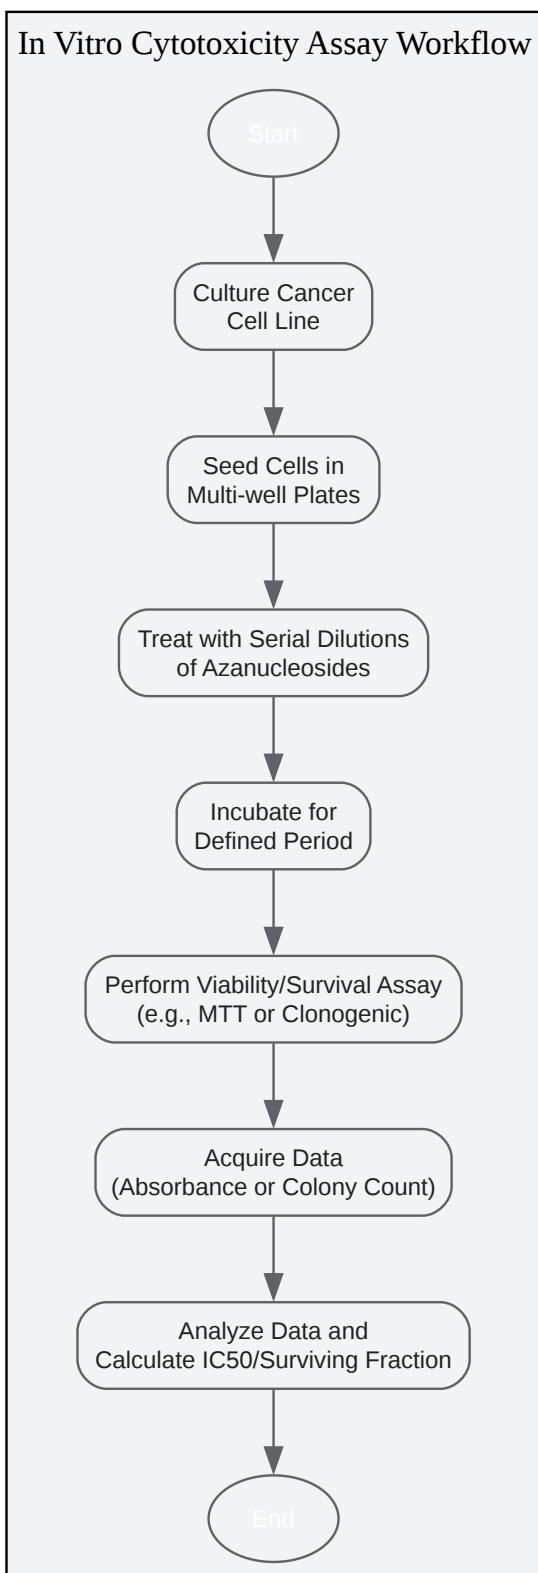 In Vitro Cytotoxicity Assay Workflow
Start
Culture Cancer
Cell Line
Seed Cells in
Multi-well Plates
Treat with Serial Dilutions
of Azanucleosides
Incubate for
Defined Period
Perform Viability/Survival Assay
(e.g., MTT or Clonogenic)
Acquire Data
(Absorbance or Colony Count)
Analyze Data and
Calculate IC50/Surviving Fraction
End